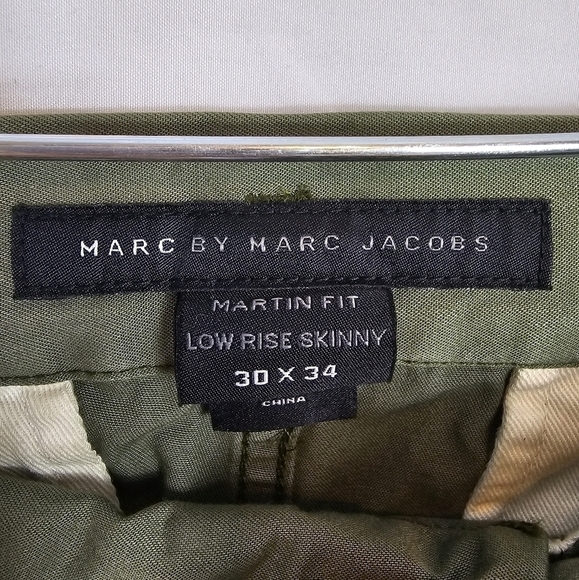 MARC BY MARC JACOBS
MARTIN FIT
LOW RISE SKINNY
30 X 34
CHINA